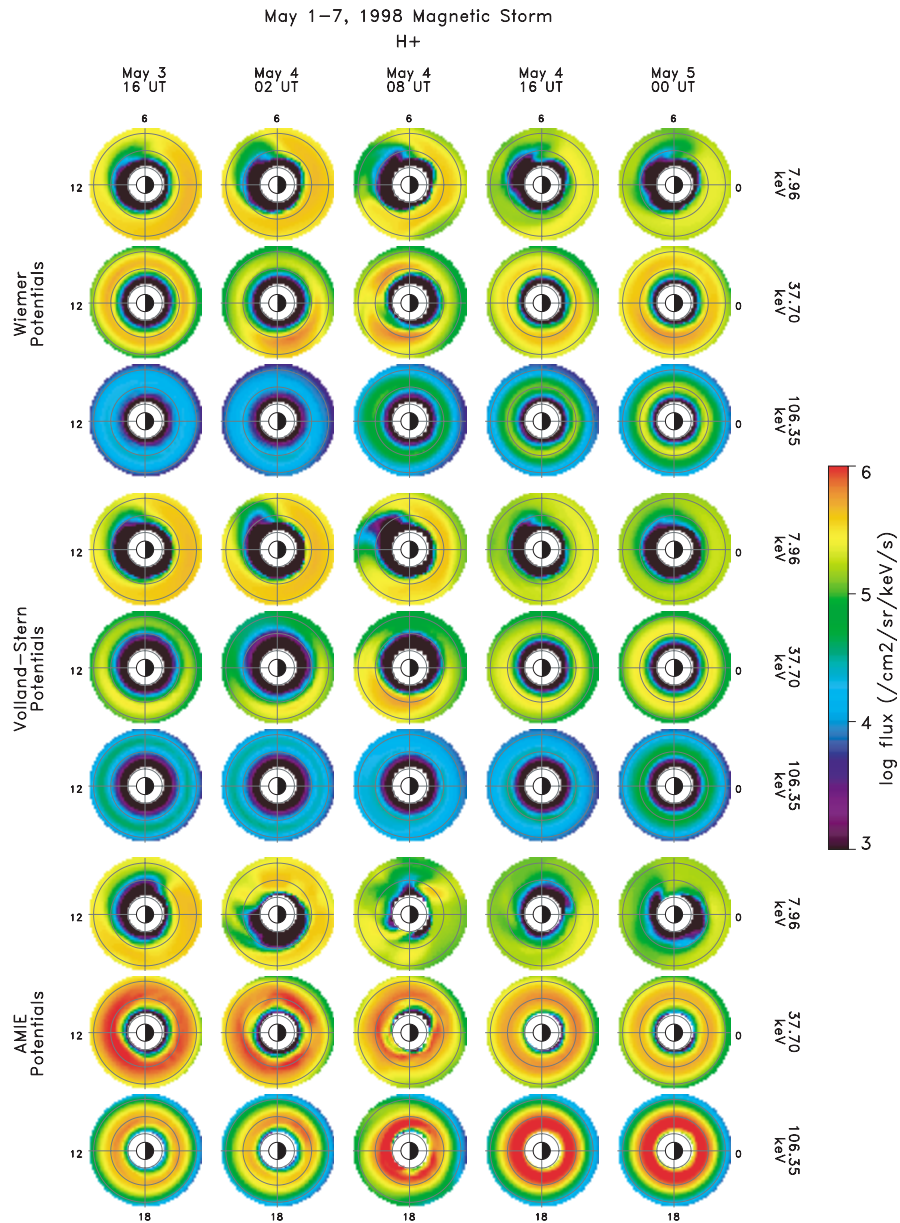 May 1-7, 1998 Magnetic Storm
H+
May 3
16 UT
May 4
02 UT
May 4
08 UT
May 4
16 UT
May 5
00 UT
6
6
6
6
6
12
0
7.96
keV
Wiemer
Potentials
12
0
37.70
keV
12
0
106.35
keV
12
0
7.96
keV
Volland-Stern
Potentials
12
0
37.70
keV
12
0
106.35
keV
12
0
7.96
keV
AMIE
Potentials
12
0
37.70
keV
12
0
106.35
keV
18
18
18
18
18
6
5
4
3
log flux (/cm2/sr/keV/s)